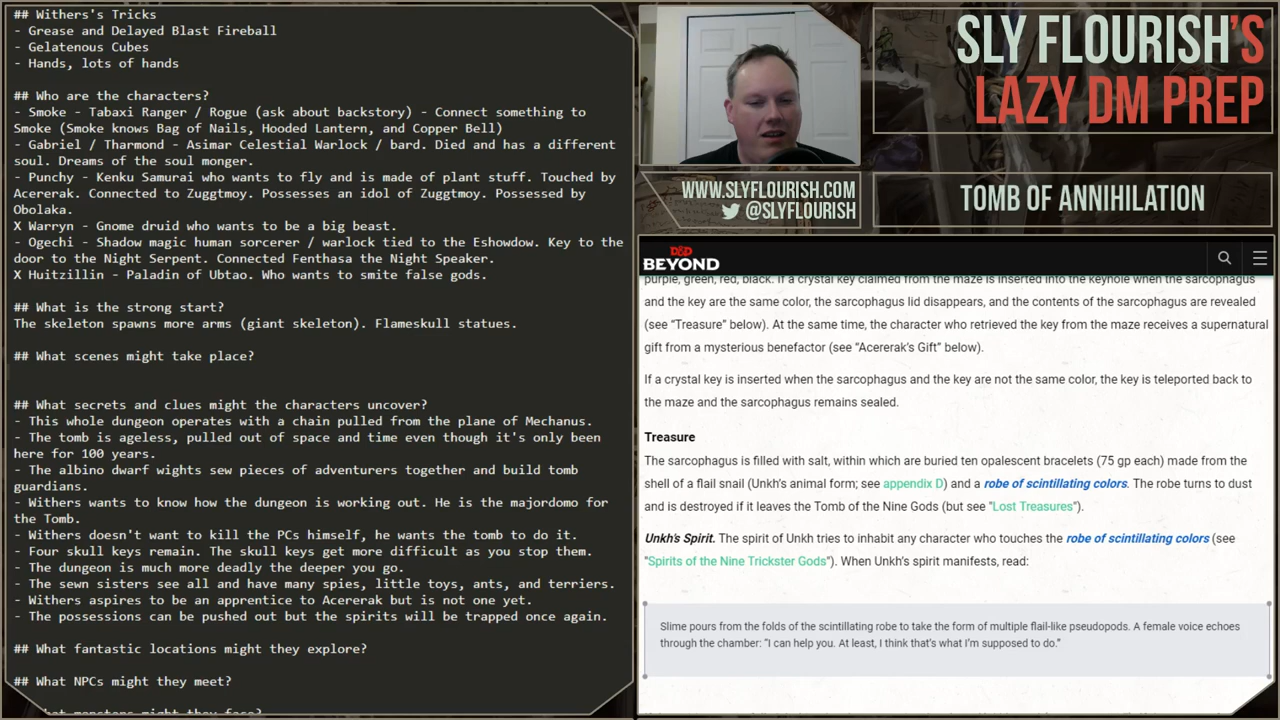 ## Withers's Tricks
- Grease and Delayed Blast Fireball
- Gelatenous Cubes
- Hands, lots of hands
## Who are the characters?
- Smoke - Tabaxi Ranger / Rogue (ask about backstory) - Connect something to
Smoke (Smoke knows Bag of Nails, Hooded Lantern, and Copper Bell)
- Gabriel / Tharmond - Asimar Celestial Warlock / bard. Died and has a different
soul. Dreams of the soul monger.
- Punchy - Kenku Samurai who wants to fly and is made of plant stuff. Touched by
Acererak. Connected to Zuggtmoy. Possesses an idol of Zuggtmoy. Possessed by
Obolaka.
X Warryn - Gnome druid who wants to be a big beast.
- Ogechi - Shadow magic human sorcerer / warlock tied to the Eshowdow. Key to the
door to the Night Serpent. Connected Fenthasa the Night Speaker.
X Huitzillin - Paladin of Ubtao. Who wants to smite false gods.
## What is the strong start?
The skeleton spawns more arms (giant skeleton). Flameskull statues.
## What scenes might take place?
## What secrets and clues might the characters uncover?
- This whole dungeon operates with a chain pulled from the plane of Mechanus.
- The tomb is ageless, pulled out of space and time even though it's only been
here for 100 years.
- The albino dwarf wights sew pieces of adventurers together and build tomb
guardians.
- Withers wants to know how the dungeon is working out. He is the majordomo for
the Tomb.
- Withers doesn't want to kill the PCs himself, he wants the tomb to do it.
- Four skull keys remain. The skull keys get more difficult as you stop them.
- The dungeon is much more deadly the deeper you go.
- The sewn sisters see all and have many spies, little toys, ants, and terriers.
- Withers aspires to be an apprentice to Acererak but is not one yet.
- The possessions can be pushed out but the spirits will be trapped once again.
## What fantastic locations might they explore?
## What NPCs might they meet?
## What monsters might they face?
SLY FLOURISH'S
LAZY DM PREP
WWW.SLYFLOURISH.COM
@SLYFLOURISH
TOMB OF ANNIHILATION
D&D
BEYOND
purple, green, red, black. If a crystal key claimed from the maze is inserted into the keyhole when the sarcophagus
and the key are the same color, the sarcophagus lid disappears, and the contents of the sarcophagus are revealed
(see “Treasure” below). At the same time, the character who retrieved the key from the maze receives a supernatural
gift from a mysterious benefactor (see “Acererak's Gift” below).
If a crystal key is inserted when the sarcophagus and the key are not the same color, the key is teleported back to
the maze and the sarcophagus remains sealed.
Treasure
The sarcophagus is filled with salt, within which are buried ten opalescent bracelets (75 gp each) made from the
shell of a flail snail (Unkh's animal form; see appendix D) and a robe of scintillating colors. The robe turns to dust
and is destroyed if it leaves the Tomb of the Nine Gods (but see "Lost Treasures").
Unkh's Spirit. The spirit of Unkh tries to inhabit any character who touches the robe of scintillating colors (see
"Spirits of the Nine Trickster Gods"). When Unkh's spirit manifests, read:
Slime pours from the folds of the scintillating robe to take the form of multiple flail-like pseudopods. A female voice echoes
through the chamber: “I can help you. At least, I think that's what I'm supposed to do.”